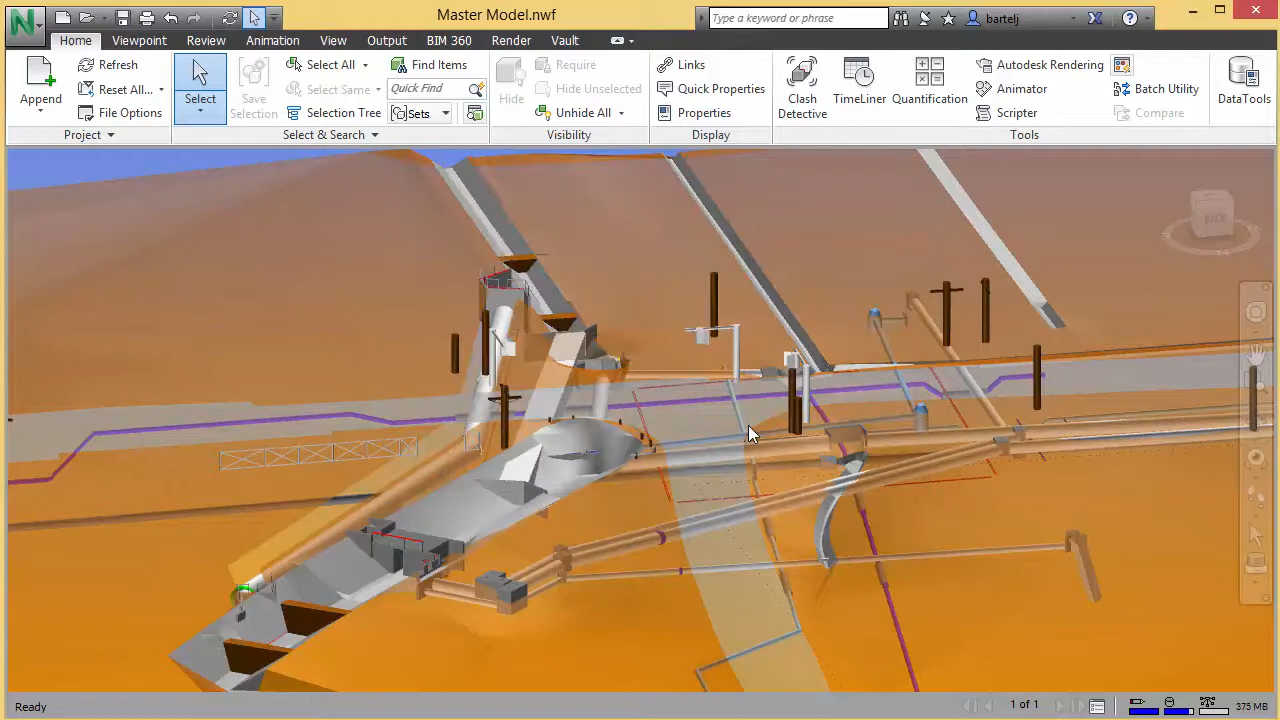 Master Model.nwf
Type a keyword or phrase
bartelj
Home Viewpoint Review Animation View Output BIM 360 Render Vault
Append
Refresh
Reset All...
File Options
Project
Select
Save Selection
Select All
Select Same
Selection Tree
Find Items
Quick Find
Sets
Select & Search
Hide
Require
Hide Unselected
Unhide All
Visibility
Links
Quick Properties
Properties
Display
Clash Detective
TimeLiner
Quantification
Autodesk Rendering
Animator
Scripter
Batch Utility
Compare
Tools
DataTools
BACK
Ready
1 of 1
375 MB